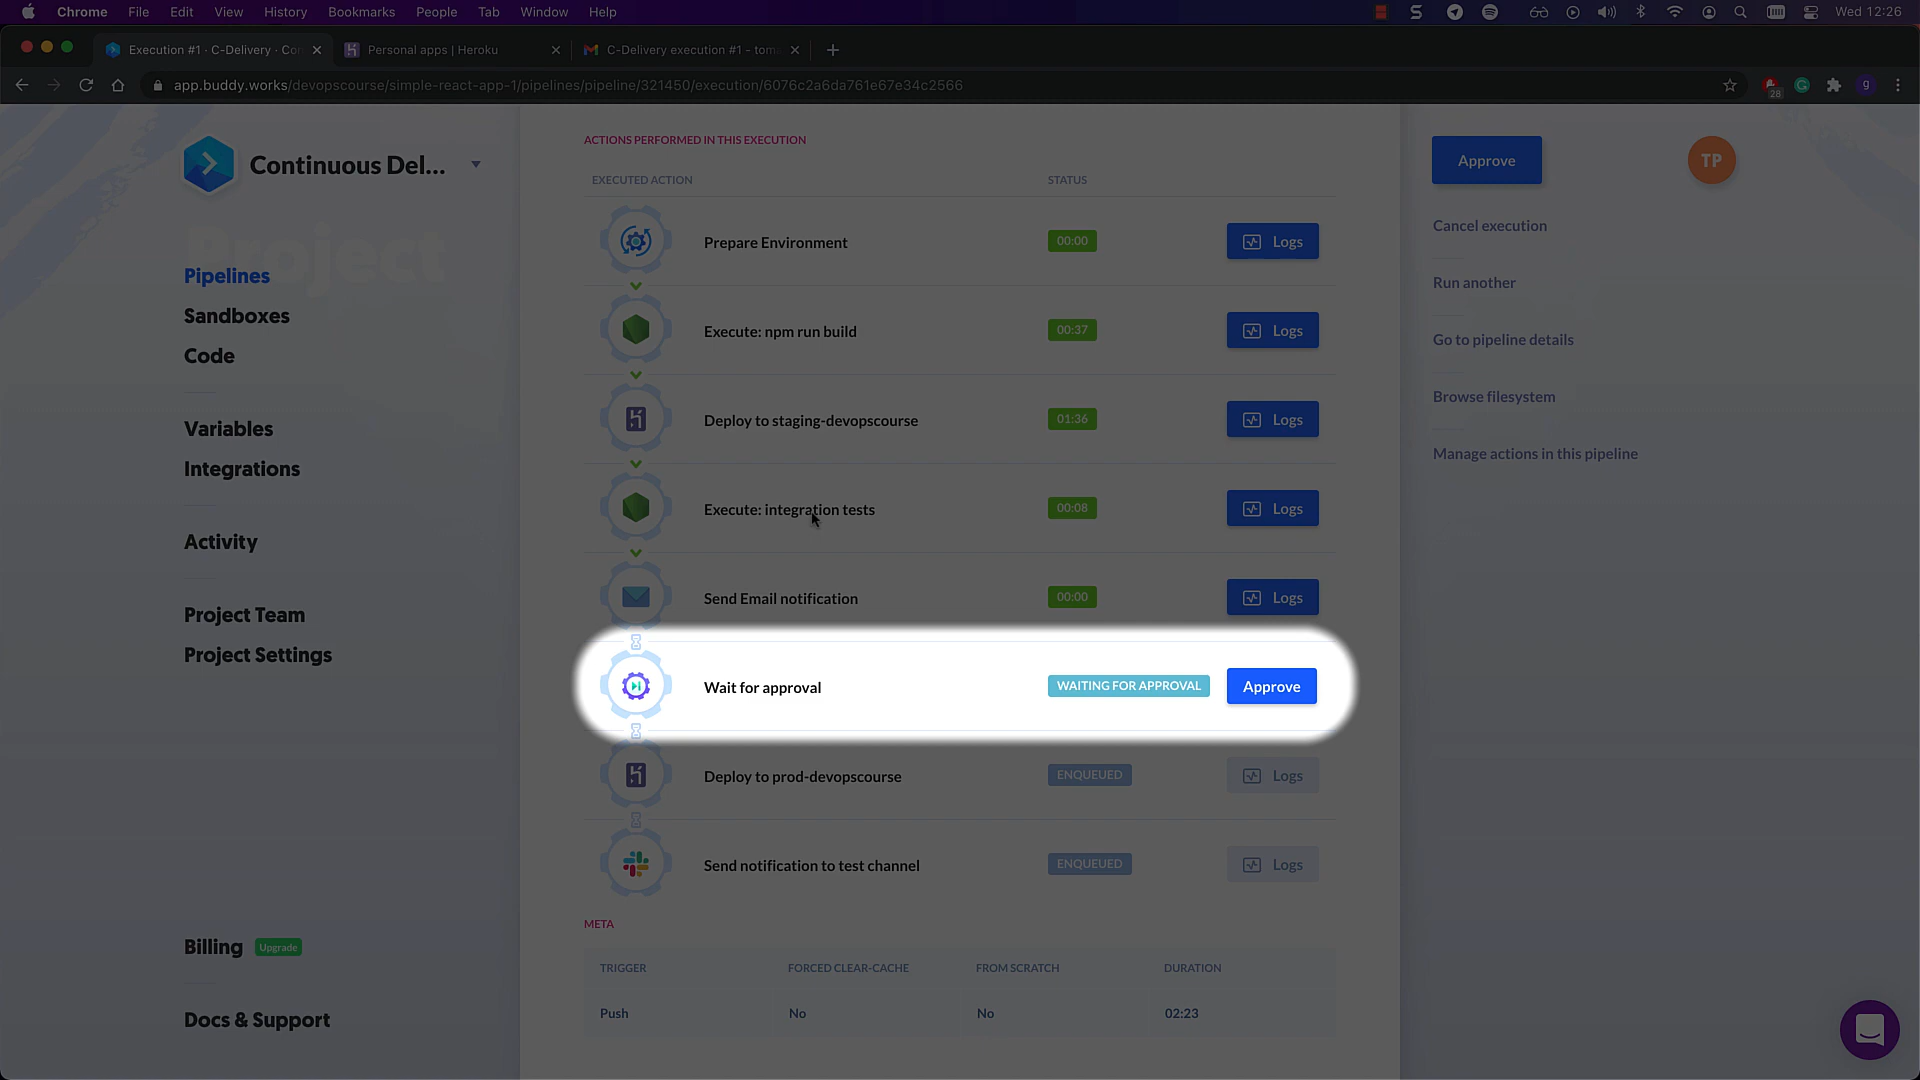 Chrome File Edit View History Bookmarks People Tab Window Help Wed 12:26
Execution #1 · C-Delivery · Con
Personal apps | Heroku
C-Delivery execution #1 - tom
app.buddy.works/devopscourse/simple-react-app-1/pipelines/pipeline/321450/execution/6076c2a6da761e67e34c2566
28
g
Continuous Del...
Project
Pipelines
Sandboxes
Code
Variables
Integrations
Activity
Project Team
Project Settings
Billing Upgrade
Docs & Support
ACTIONS PERFORMED IN THIS EXECUTION
EXECUTED ACTION STATUS
Prepare Environment 00:00 Logs
Execute: npm run build 00:37 Logs
Deploy to staging-devopscourse 01:36 Logs
Execute: integration tests 00:08 Logs
Send Email notification 00:00 Logs
Wait for approval WAITING FOR APPROVAL Approve
Deploy to prod-devopscourse ENQUEUED Logs
Send notification to test channel ENQUEUED Logs
META
TRIGGER FORCED CLEAR-CACHE FROM SCRATCH DURATION
Push No No 02:23
Approve
TP
Cancel execution
Run another
Go to pipeline details
Browse filesystem
Manage actions in this pipeline